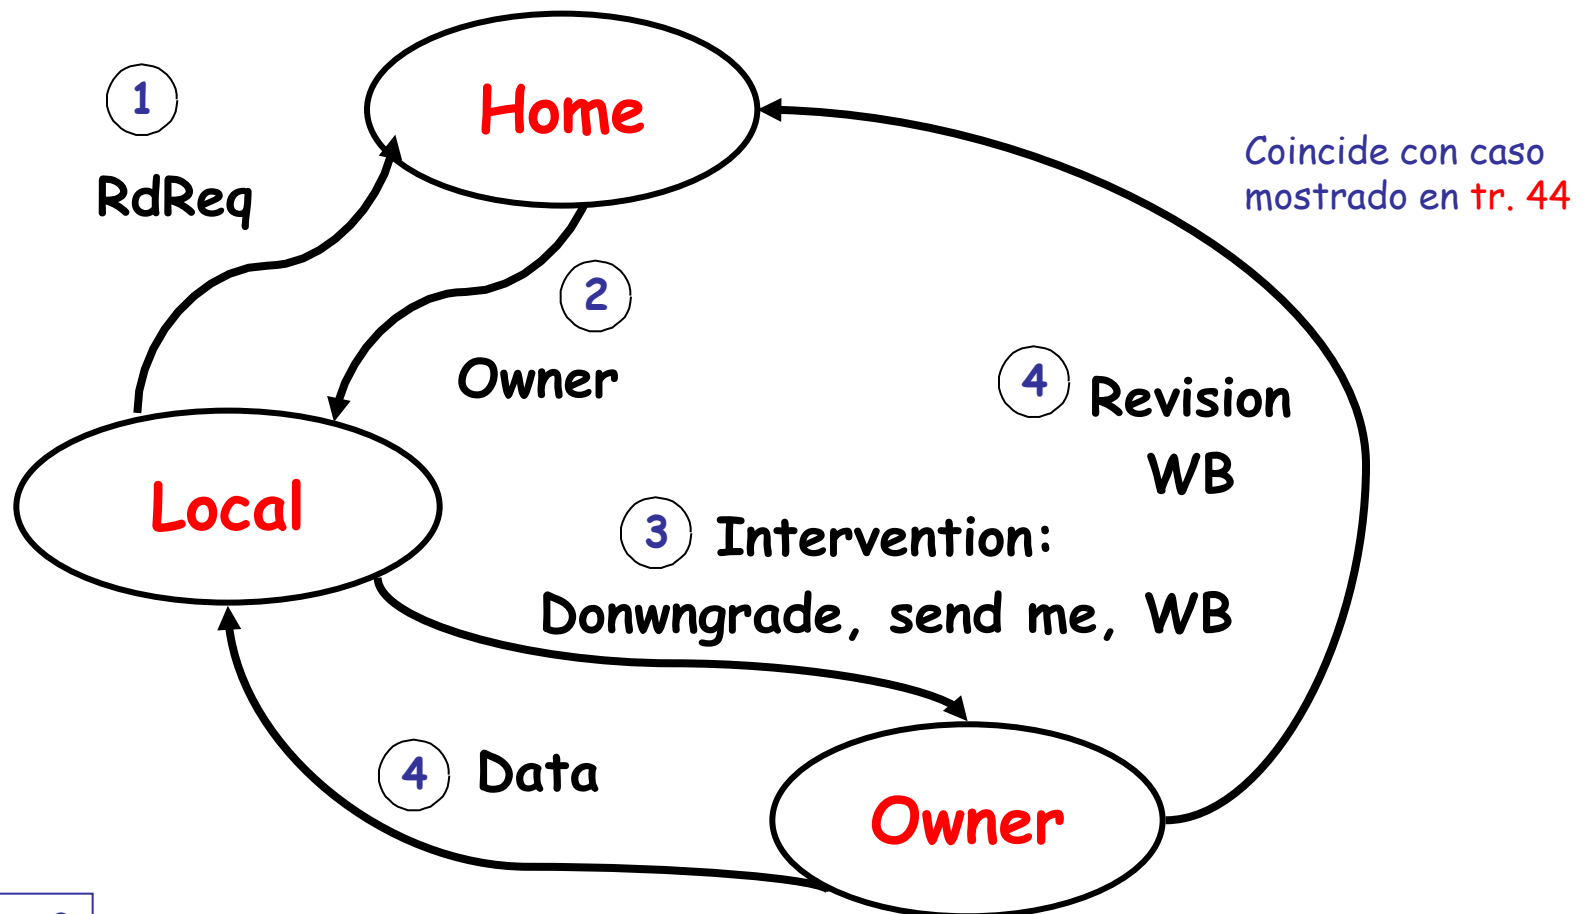 1
Home
RdReq
Coincide con caso
mostrado en tr. 44
2
Owner
4
Revision
WB
Local
3
Intervention:
Donwngrade, send me, WB
4
Data
Owner